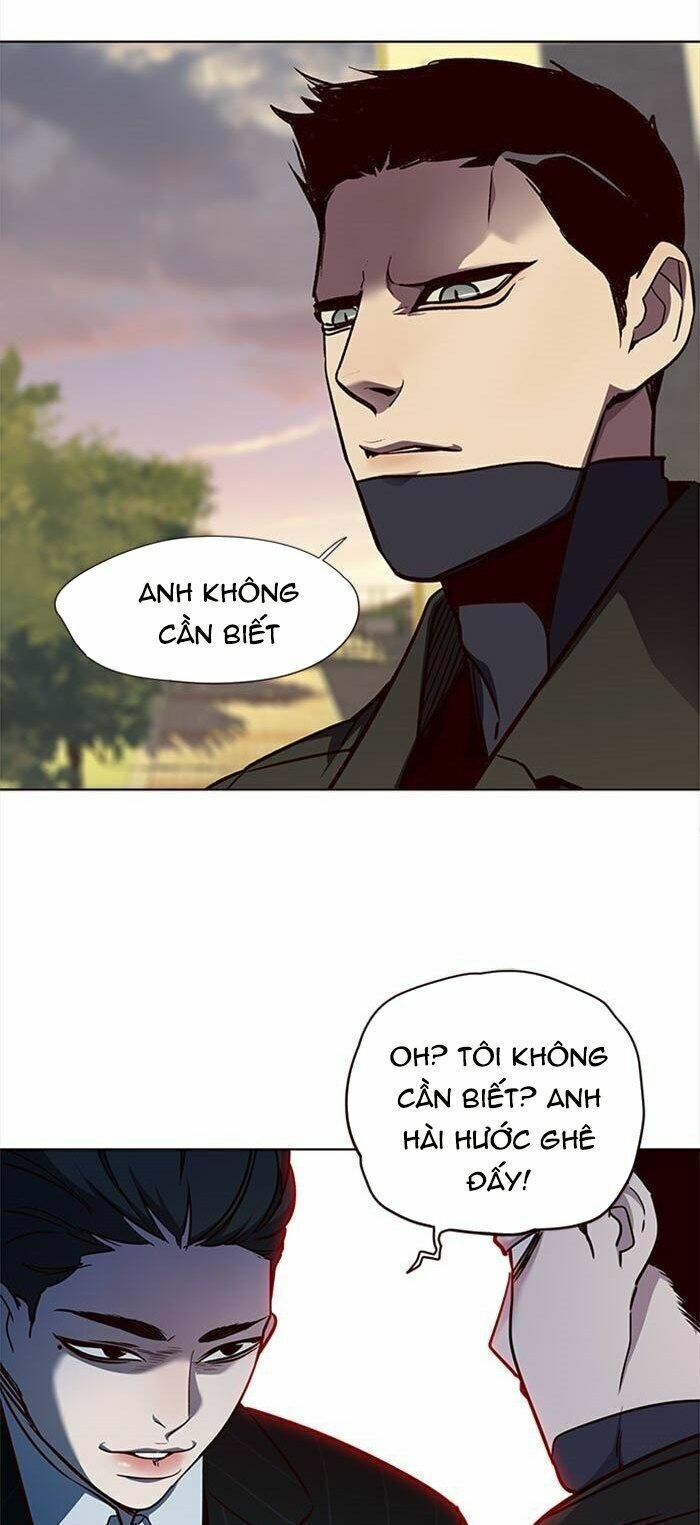 ANH KHÔNG
CẦN BIẾT
OH? TÔI KHÔNG
CẦN BIẾT? ANH
HÀI HƯỚC GHÊ
ĐẤY!